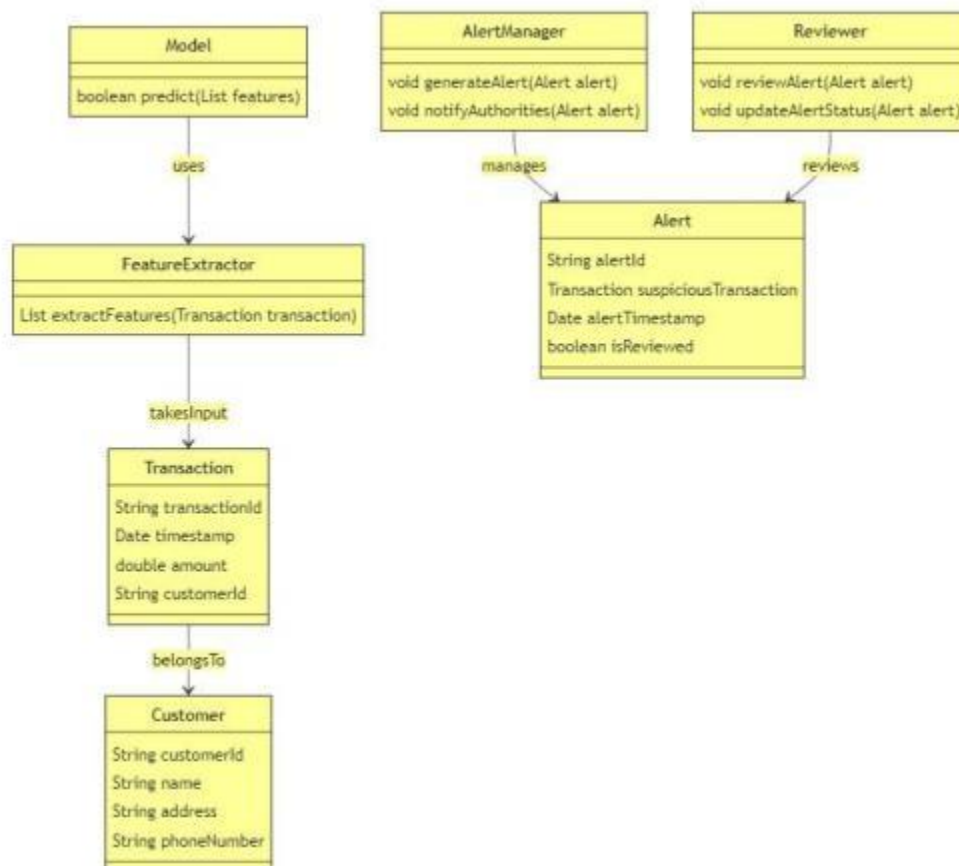 Model
boolean predict(List features)
uses
FeatureExtractor
List extractFeatures(Transaction transaction)
takesInput
Transaction
String transactionId
Date timestamp
double amount
String customerId
belongsTo
Customer
String customerId
String name
String address
String phoneNumber
AlertManager
void generateAlert(Alert alert)
void notifyAuthorities(Alert alert)
manages
Reviewer
void reviewAlert(Alert alert)
void updateAlertStatus(Alert alert)
reviews
Alert
String alertId
Transaction suspiciousTransaction
Date alertTimestamp
boolean isReviewed